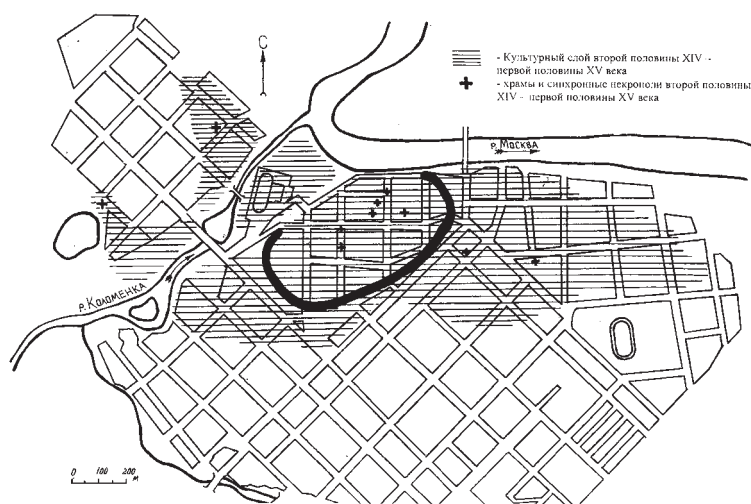 С
- Культурный слой второй половины XIV -
первой половины XV века
- храмы и синхронные некрополи второй половины
XIV - первой половины XV века
р. Москва
р. Коломенка
0 100 200
м